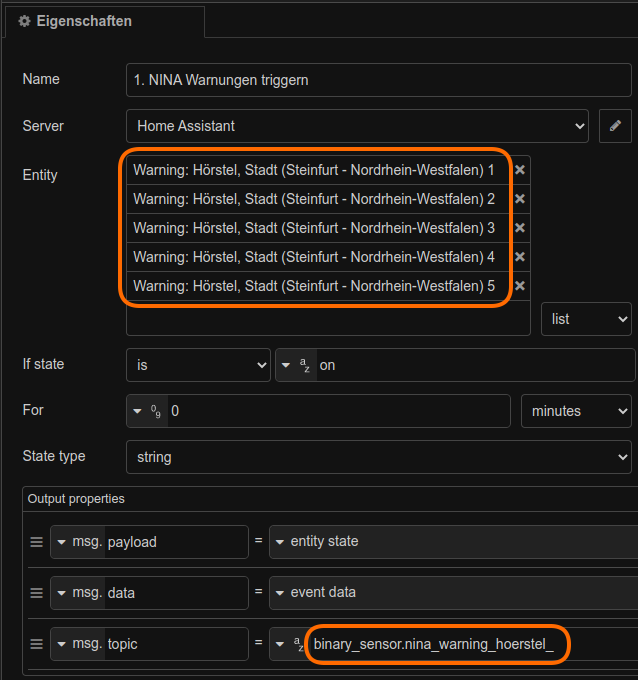 Eigenschaften
Name 1. NINA Warnungen triggern
Server Home Assistant
Entity Warning: Hörstel, Stadt (Steinfurt - Nordrhein-Westfalen) 1
Warning: Hörstel, Stadt (Steinfurt - Nordrhein-Westfalen) 2
Warning: Hörstel, Stadt (Steinfurt - Nordrhein-Westfalen) 3
Warning: Hörstel, Stadt (Steinfurt - Nordrhein-Westfalen) 4
Warning: Hörstel, Stadt (Steinfurt - Nordrhein-Westfalen) 5
list
If state is az on
For 09 0 minutes
State type string
Output properties
msg. payload = entity state
msg. data = event data
msg. topic = az binary_sensor.nina_warning_hoerstel_